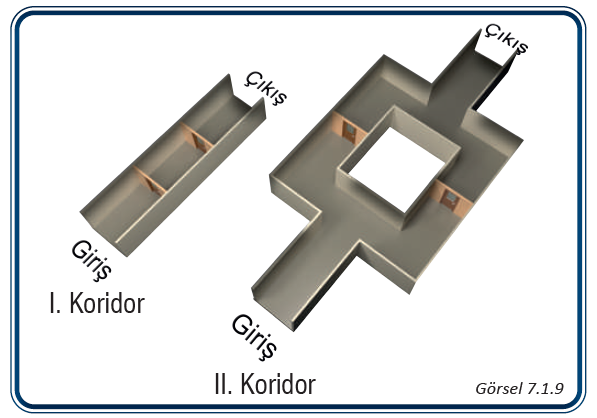 Çıkış
Çıkış
Giriş
I. Koridor
Giriş
II. Koridor
Görsel 7.1.9